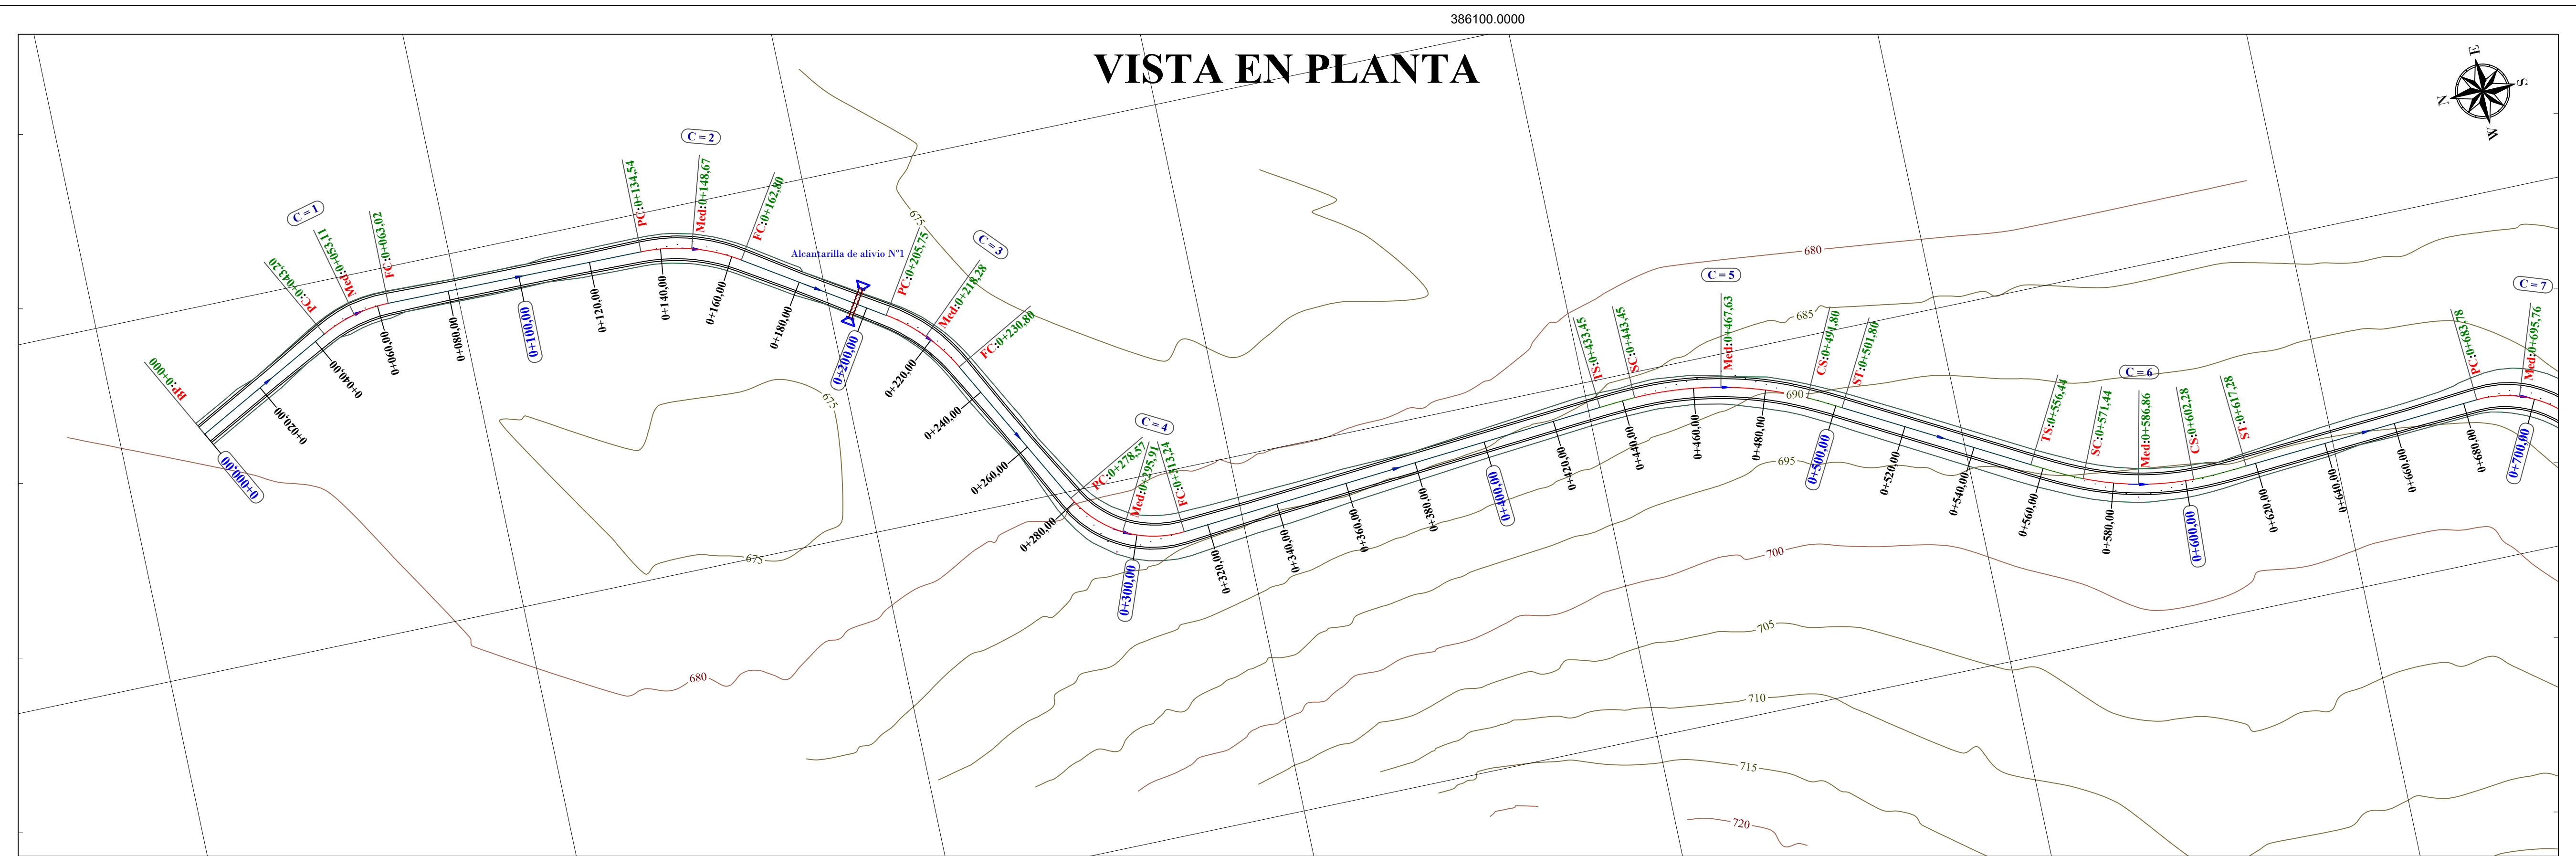 386100.0000
VISTA EN PLANTA
E
S
N
W
BP:0+000
0+000,00
0+020,00
PC:0+043,20
0+040,00
C = 1
Med:0+053,11
FC:0+063,02
0+060,00
0+080,00
0+100,00
0+120,00
PC:0+134,54
0+140,00
C = 2
Med:0+148,67
FC:0+162,80
0+160,00
0+180,00
Alcantarilla de alivio Nº1
0+200,00
PC:0+205,75
C = 3
Med:0+218,28
0+220,00
FC:0+230,80
0+240,00
0+260,00
PC:0+278,57
0+280,00
C = 4
Med:0+295,91
0+300,00
FC:0+313,24
0+320,00
0+340,00
0+360,00
0+380,00
0+400,00
0+420,00
TS:0+433,45
0+440,00
SC:0+443,45
0+460,00
C = 5
Med:0+467,63
0+480,00
CS:0+491,80
0+500,00
ST:0+501,80
0+520,00
0+540,00
TS:0+556,44
0+560,00
SC:0+571,44
0+580,00
C = 6
Med:0+586,86
0+600,00
CS:0+602,28
ST:0+617,28
0+620,00
0+640,00
0+660,00
0+680,00
PC:0+683,78
C = 7
Med:0+695,76
0+700,00
675
675
675
680
680
685
690
695
700
705
710
715
720